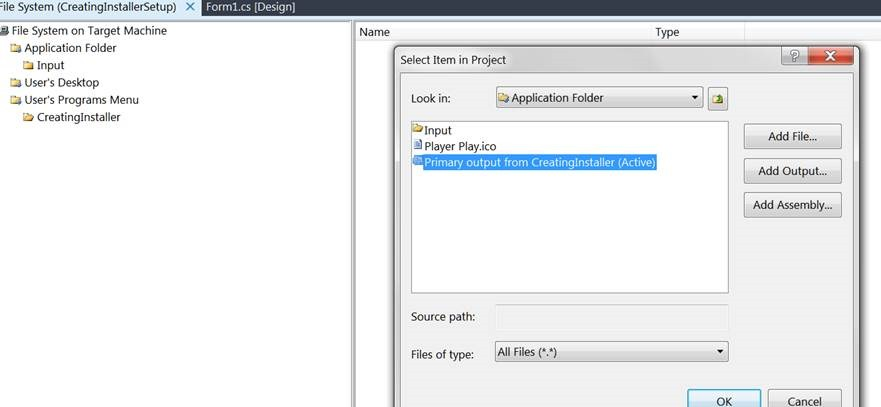 File System (CreatingInstallerSetup) ✕ Form1.cs [Design]
File System on Target Machine
Application Folder
Input
User's Desktop
User's Programs Menu
CreatingInstaller
Name Type
Select Item in Project
Look in: Application Folder
Input
Player Play.ico
Primary output from CreatingInstaller (Active)
Add File...
Add Output...
Add Assembly...
Source path:
Files of type: All Files (*.*)
OK Cancel